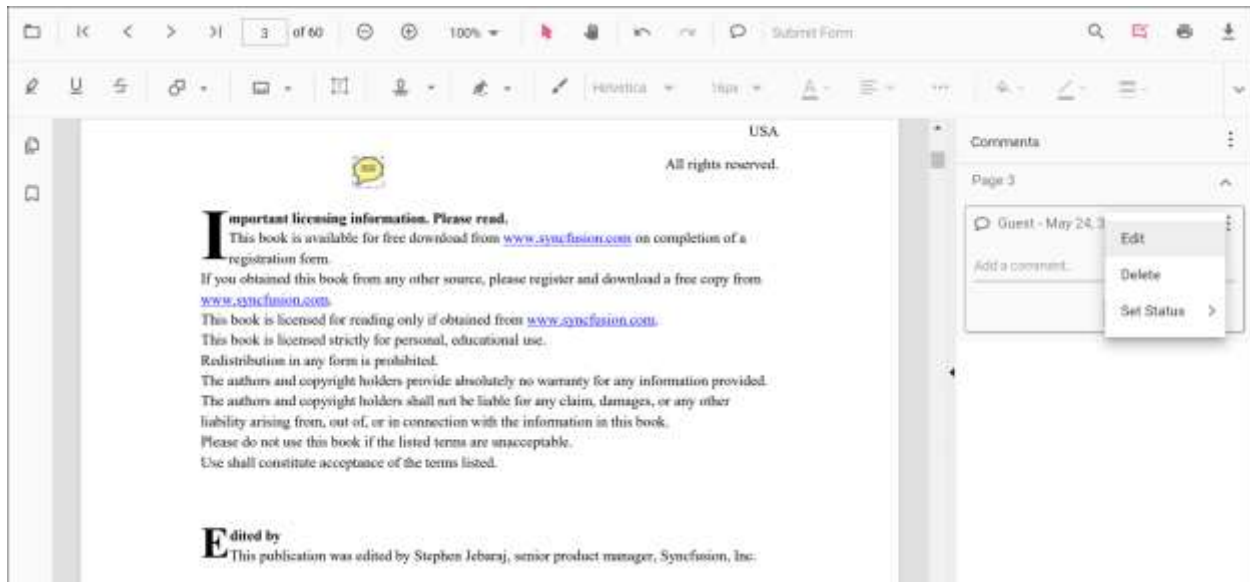 3 of 60 100% Submit Form
Helvetica 16px A
USA
All rights reserved.
Important licensing information. Please read.
This book is available for free download from www.syncfusion.com on completion of a
registration form.
If you obtained this book from any other source, please register and download a free copy from
www.syncfusion.com.
This book is licensed for reading only if obtained from www.syncfusion.com.
This book is licensed strictly for personal, educational use.
Redistribution in any form is prohibited.
The authors and copyright holders provide absolutely no warranty for any information provided.
The authors and copyright holders shall not be liable for any claim, damages, or any other
liability arising from, out of, or in connection with the information in this book.
Please do not use this book if the listed terms are unacceptable.
Use shall constitute acceptance of the terms listed.
Edited by
This publication was edited by Stephen Jebaraj, senior product manager, Syncfusion, Inc.
Comments
Page 3
Guest - May 24, 3
Add a comment..
Edit
Delete
Set Status